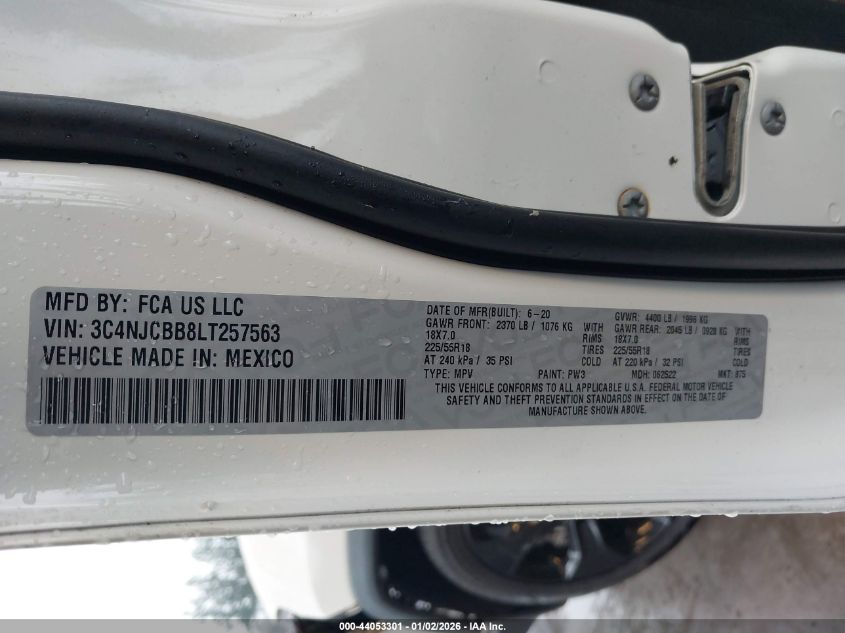 MFD BY: FCA US LLC
VIN: 3C4NJCBB8LT257563
VEHICLE MADE IN: MEXICO
DATE OF MFR(BUILT): 6-20 GVWR: 4400 LB / 1996 KG
GAWR FRONT: 2370 LB / 1076 KG WITH GAWR REAR: 2045 LB / 0928 KG WITH
18X7.0 RIMS 18X7.0 RIMS
225/55R18 TIRES 225/55R18 TIRES
AT 240 kPa / 35 PSI COLD AT 220 kPa / 32 PSI COLD
TYPE: MPV PAINT: PW3 MDH: 062522 MKT: 875
THIS VEHICLE CONFORMS TO ALL APPLICABLE U.S.A. FEDERAL MOTOR VEHICLE
SAFETY AND THEFT PREVENTION STANDARDS IN EFFECT ON THE DATE OF
MANUFACTURE SHOWN ABOVE.
000-44053301 - 01/02/2026 - IAA Inc.